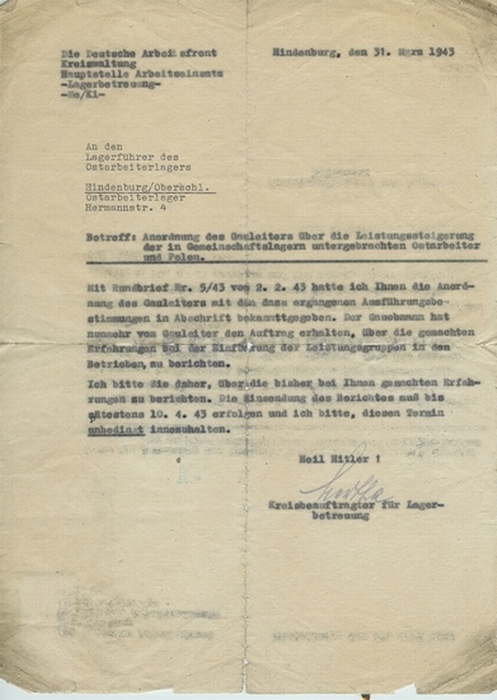 Die Deutsche Arbeitsfront
Kreiswaltung
Hauptstelle Arbeitseinsatz
-Lagerbetreuung-
-He/Ki-
Hindenburg, den 31. März 1943
An den
Lagerführer des
Ostarbeiterlagers
Hindenburg/Oberschl.
Ostarbeiterlager
Hermannstr. 4
Betreff: Anordnung des Gauleiters über die Leistungssteigerung
der in Gemeinschaftslagern untergebrachten Ostarbeiter
und Polen.
Mit Rundbrief Nr. 5/43 vom 2. 2. 43 hatte ich Ihnen die Anord-
nung des Gauleiters mit den dazu ergangenen Ausführungsbe-
stimmungen in Abschrift bekanntgegeben. Der Gauobmann hat
nunmehr vom Gauleiter den Auftrag erhalten, über die gemachten
Erfahrungen bei der Einführung der Leistungsgruppen in den
Betrieben, zu berichten.
Ich bitte Sie daher, über die bisher bei Ihnen gemachten Erfah-
rungen zu berichten. Die Einsendung des Berichtes muß bis
spätestens 10. 4. 43 erfolgen und ich bitte, diesen Termin
unbedingt innezuhalten.
Heil Hitler !
Kreisbeauftragter für Lager-
betreuung